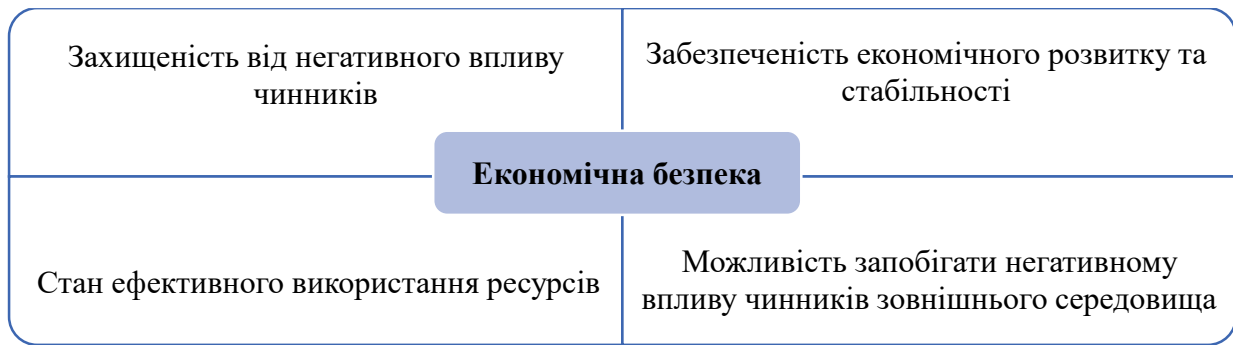 Захищеність від негативного впливу
чинників
Забезпеченість економічного розвитку та
стабільності
Економічна безпека
Стан ефективного використання ресурсів
Можливість запобігати негативному
впливу чинників зовнішнього середовища